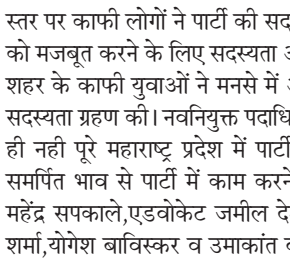 स्तर पर काफी लोगों ने पार्टी की सद
को मजबूत करने के लिए सदस्यता
शहर के काफी युवाओं ने मनसे में
सदस्यता ग्रहण की। नवनियुक्त पदाधि
ही नही पूरे महाराष्ट्र प्रदेश में पार्टी
समर्पित भाव से पार्टी में काम करने
महेंद्र सपकाले,एडवोकेट जमील दे
शर्मा,योगेश बाविस्कर व उमाकांत